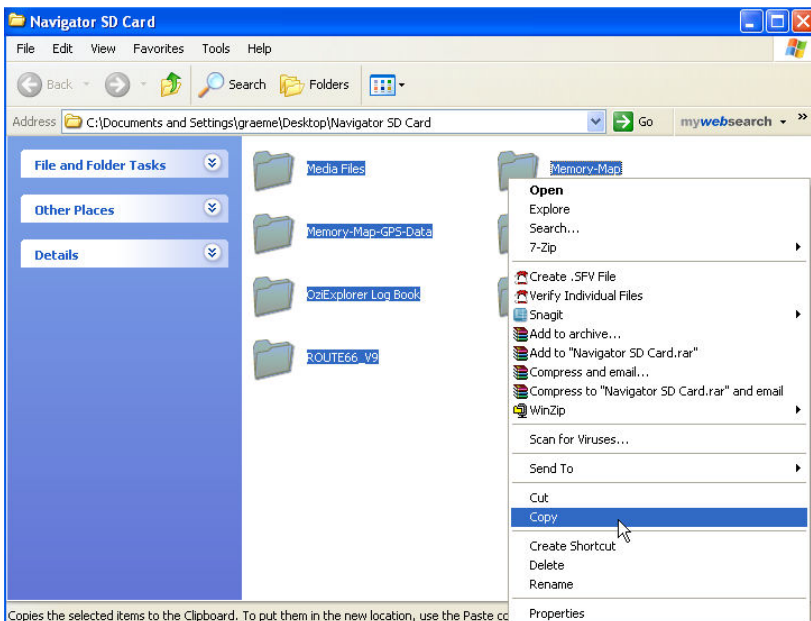 Navigator SD Card
File Edit View Favorites Tools Help
Back Search Folders
Address C:\Documents and Settings\graeme\Desktop\Navigator SD Card Go mywebsearch »
File and Folder Tasks
Other Places
Details
Media Files
Memory-Map
Memory-Map-GPS-Data
OziExplorer Log Book
ROUTE66_V9
Open
Explore
Search...
7-Zip
Create .SFV File
Verify Individual Files
Snagit
Add to archive...
Add to "Navigator SD Card.rar"
Compress and email...
Compress to "Navigator SD Card.rar" and email
WinZip
Scan for Viruses...
Send To
Cut
Copy
Create Shortcut
Delete
Rename
Properties
Copies the selected items to the Clipboard. To put them in the new location, use the Paste